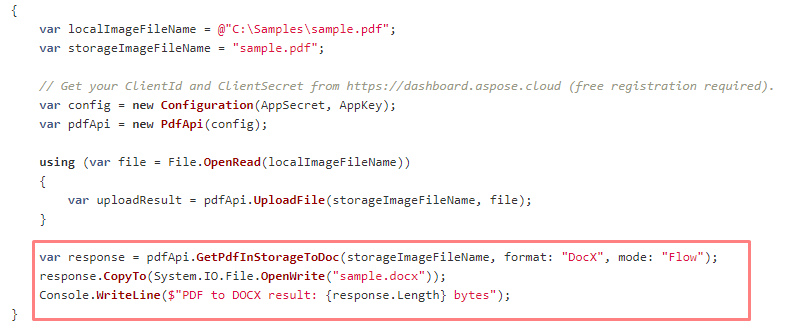 {
var localImageFileName = @"C:\Samples\sample.pdf";
var storageImageFileName = "sample.pdf";
// Get your ClientId and ClientSecret from https://dashboard.aspose.cloud (free registration required).
var config = new Configuration(AppSecret, AppKey);
var pdfApi = new PdfApi(config);
using (var file = File.OpenRead(localImageFileName))
{
var uploadResult = pdfApi.UploadFile(storageImageFileName, file);
}
var response = pdfApi.GetPdfInStorageToDoc(storageImageFileName, format: "DocX", mode: "Flow");
response.CopyTo(System.IO.File.OpenWrite("sample.docx"));
Console.WriteLine($"PDF to DOCX result: {response.Length} bytes");
}